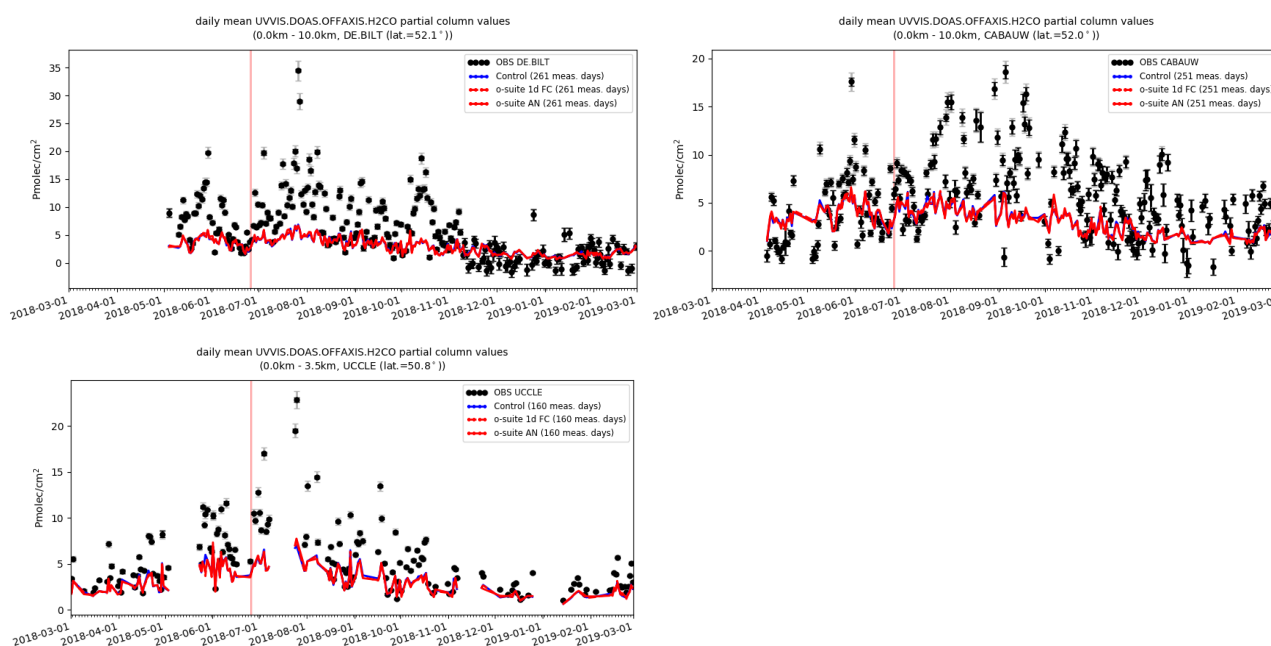 daily mean UVVIS.DOAS.OFFAXIS.H2CO partial column values
(0.0km - 10.0km, DE.BILT (lat.=52.1°))
Pmolec/cm²
35
30
25
20
15
10
5
0
OBS DE.BILT
Control (261 meas. days)
o-suite 1d FC (261 meas. days)
o-suite AN (261 meas. days)
2018-03-01 2018-04-01 2018-05-01 2018-06-01 2018-07-01 2018-08-01 2018-09-01 2018-10-01 2018-11-01 2018-12-01 2019-01-01 2019-02-01 2019-03-01
daily mean UVVIS.DOAS.OFFAXIS.H2CO partial column values
(0.0km - 10.0km, CABAUW (lat.=52.0°))
Pmolec/cm²
20
15
10
5
0
OBS CABAUW
Control (251 meas. days)
o-suite 1d FC (251 meas. days)
o-suite AN (251 meas. days)
2018-03-01 2018-04-01 2018-05-01 2018-06-01 2018-07-01 2018-08-01 2018-09-01 2018-10-01 2018-11-01 2018-12-01 2019-01-01 2019-02-01
daily mean UVVIS.DOAS.OFFAXIS.H2CO partial column values
(0.0km - 3.5km, UCCLE (lat.=50.8°))
Pmolec/cm²
20
15
10
5
0
OBS UCCLE
Control (160 meas. days)
o-suite 1d FC (160 meas. days)
o-suite AN (160 meas. days)
2018-03-01 2018-04-01 2018-05-01 2018-06-01 2018-07-01 2018-08-01 2018-09-01 2018-10-01 2018-11-01 2018-12-01 2019-01-01 2019-02-01 2019-03-01